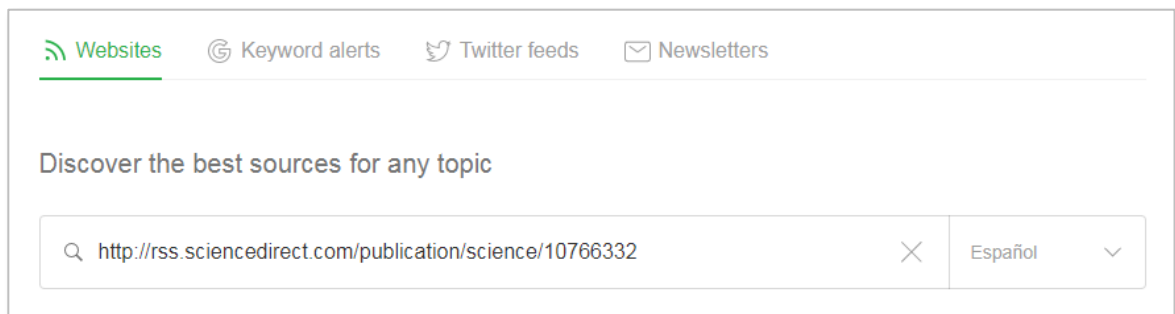 Websites Keyword alerts Twitter feeds Newsletters
Discover the best sources for any topic
http://rss.sciencedirect.com/publication/science/10766332 Español